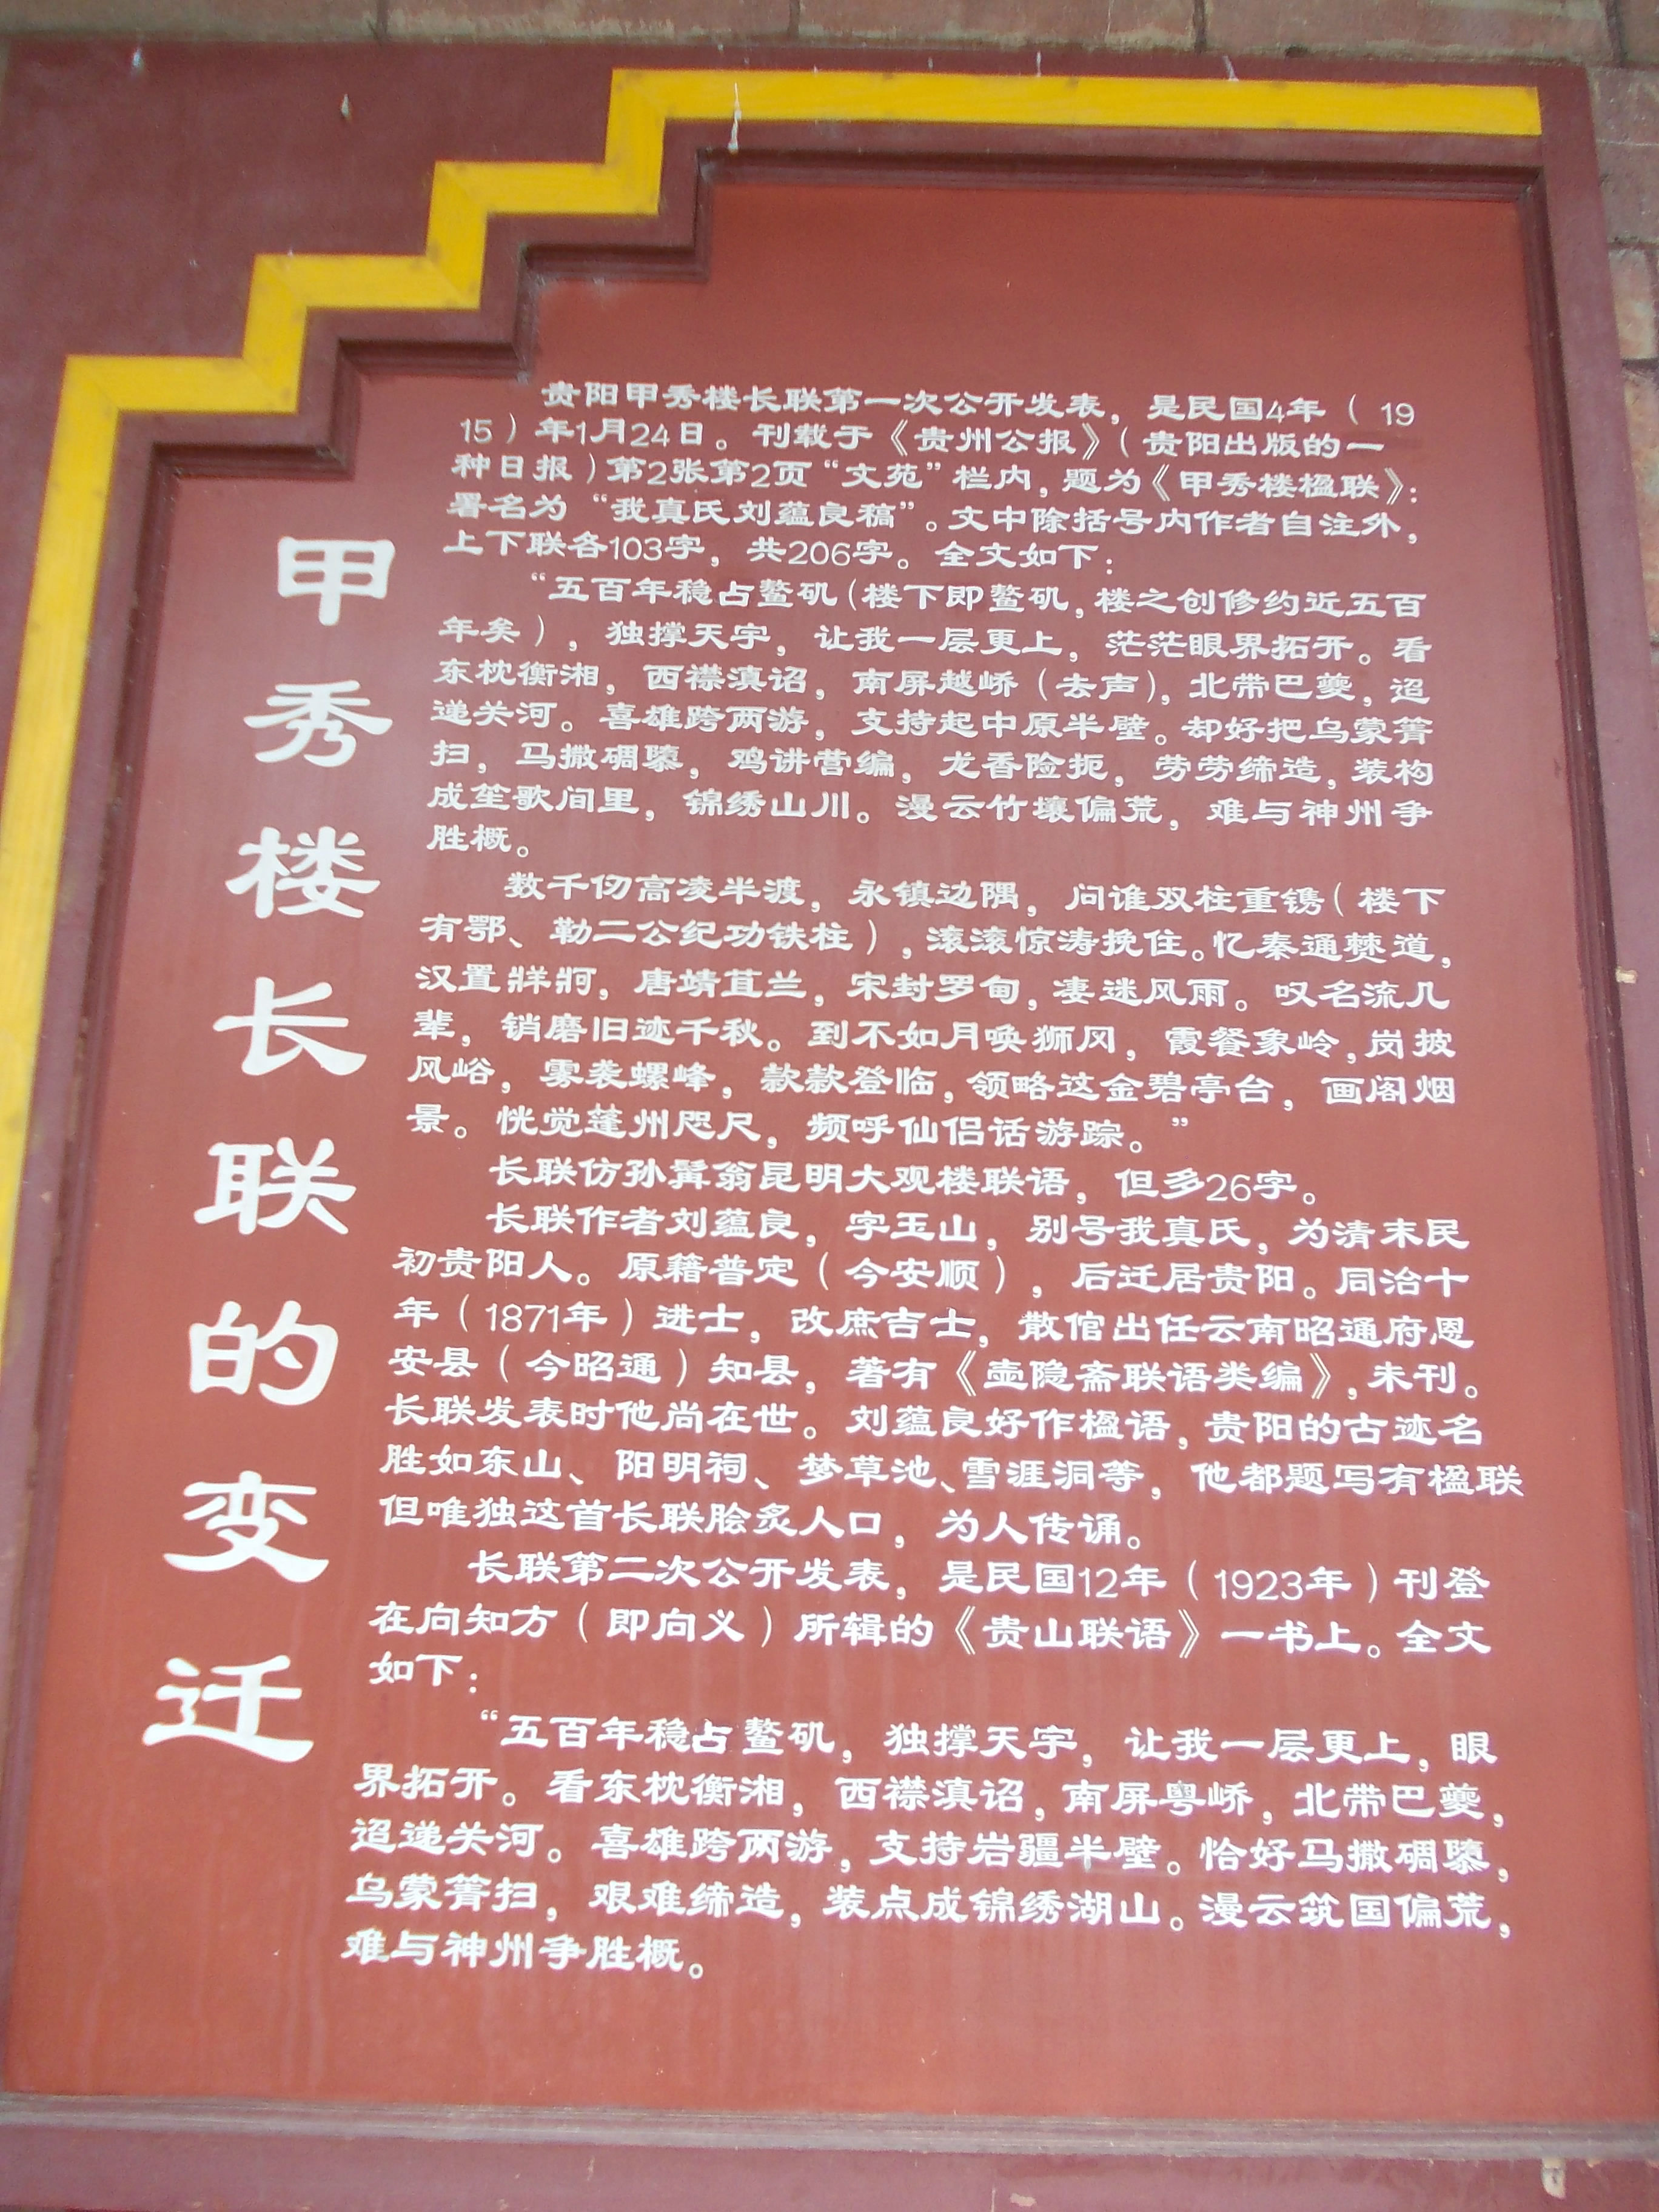 甲秀楼长联的变迁
贵阳甲秀楼长联第一次公开发表，是民国4年（19
15）年1月24日。刊载于《贵州公报》（贵阳出版的一
种日报）第2张第2页“文苑”栏内，题为《甲秀楼楹联》：
署名为“我真氏刘蕴良稿”。文中除括号内作者自注外，
上下联各103字，共206字。全文如下：
“五百年稳占鳌矶（楼下即鳌矶，楼之创修约近五百
年矣），独撑天宇，让我一层更上，茫茫眼界拓开。看
东枕衡湘，西襟滇诏，南屏越峤（去声），北带巴夔，迢
递关河。喜雄跨两游，支持起中原半壁。却好把乌蒙箐
扫，马撒碉隳，鸡讲营编，龙香险扼，劳劳缔造，装构
成笙歌间里，锦绣山川。漫云竹壤偏荒，难与神州争
胜概。
数千仞高凌半渡，永镇边隅，问谁双柱重镌（楼下
有鄂、勒二公纪功铁柱），滚滚惊涛挽住。忆秦通僰道，
汉置牂牁，唐靖苴兰，宋封罗甸，凄迷风雨。叹名流几
辈，销磨旧迹千秋。到不如月唤狮冈，霞餐象岭，岗披
风峪，雾袭螺峰，款款登临，领略这金碧亭台，画阁烟
景。恍觉蓬州咫尺，频呼仙侣话游踪。”
长联仿孙髯翁昆明大观楼联语，但多26字。
长联作者刘蕴良，字玉山，别号我真氏，为清末民
初贵阳人。原籍普定（今安顺），后迁居贵阳。同治十
年（1871年）进士，改庶吉士，散倌出任云南昭通府恩
安县（今昭通）知县，著有《壶隐斋联语类编》，未刊。
长联发表时他尚在世。刘蕴良好作楹语，贵阳的古迹名
胜如东山、阳明祠、梦草池、雪涯洞等，他都题写有楹联
但唯独这首长联脍炙人口，为人传诵。
长联第二次公开发表，是民国12年（1923年）刊登
在向知方（即向义）所辑的《贵山联语》一书上。全文
如下：
“五百年稳占鳌矶，独撑天宇，让我一层更上，眼
界拓开。看东枕衡湘，西襟滇诏，南屏粤峤，北带巴夔，
迢递关河。喜雄跨两游，支持岩疆半壁。恰好马撒碉隳，
乌蒙箐扫，艰难缔造，装点成锦绣湖山。漫云筑国偏荒，
难与神州争胜概。